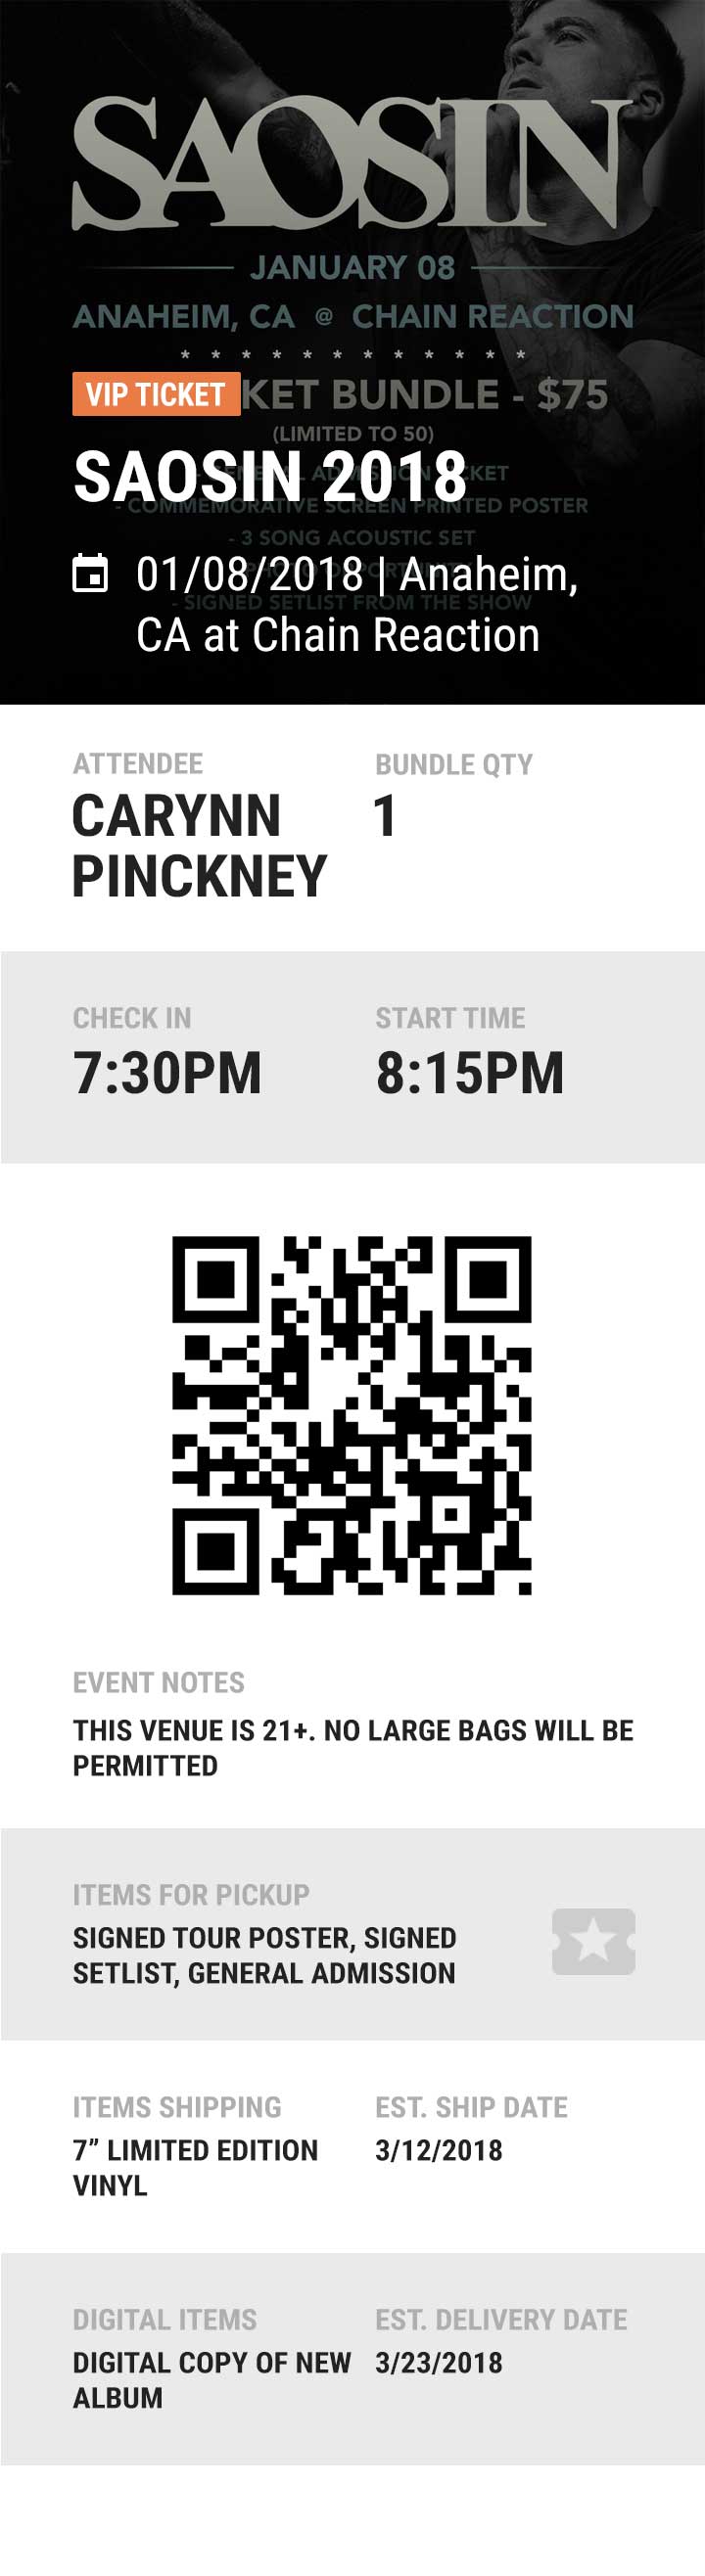 SAOSIN
JANUARY 08
ANAHEIM, CA @ CHAIN REACTION
* * * * * * * * * * * *
VIP TICKET
KET BUNDLE - $75
(LIMITED TO 50)
SAOSIN 2018
- COMMEMORATIVE SCREEN PRINTED POSTER
- 3 SONG ACOUSTIC SET
01/08/2018 | Anaheim,
- SIGNED SETLIST FROM THE SHOW
CA at Chain Reaction
ATTENDEE
CARYNN
PINCKNEY
BUNDLE QTY
1
CHECK IN
7:30PM
START TIME
8:15PM
EVENT NOTES
THIS VENUE IS 21+. NO LARGE BAGS WILL BE
PERMITTED
ITEMS FOR PICKUP
SIGNED TOUR POSTER, SIGNED
SETLIST, GENERAL ADMISSION
ITEMS SHIPPING
7” LIMITED EDITION
VINYL
EST. SHIP DATE
3/12/2018
DIGITAL ITEMS
DIGITAL COPY OF NEW
ALBUM
EST. DELIVERY DATE
3/23/2018